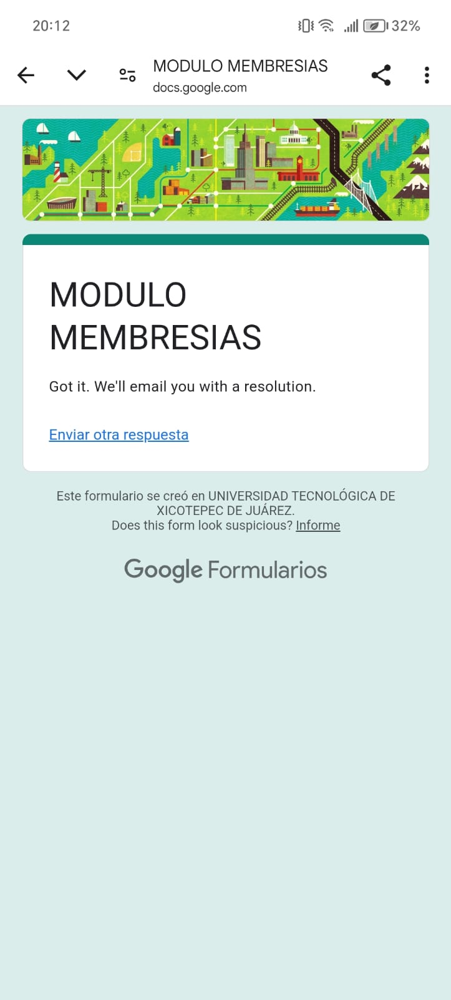 20:12
32%
MODULO MEMBRESIAS
docs.google.com
MODULO
MEMBRESIAS
Got it. We'll email you with a resolution.
Enviar otra respuesta
Este formulario se creó en UNIVERSIDAD TECNOLÓGICA DE
XICOTEPEC DE JUÁREZ.
Does this form look suspicious? Informe
Google Formularios